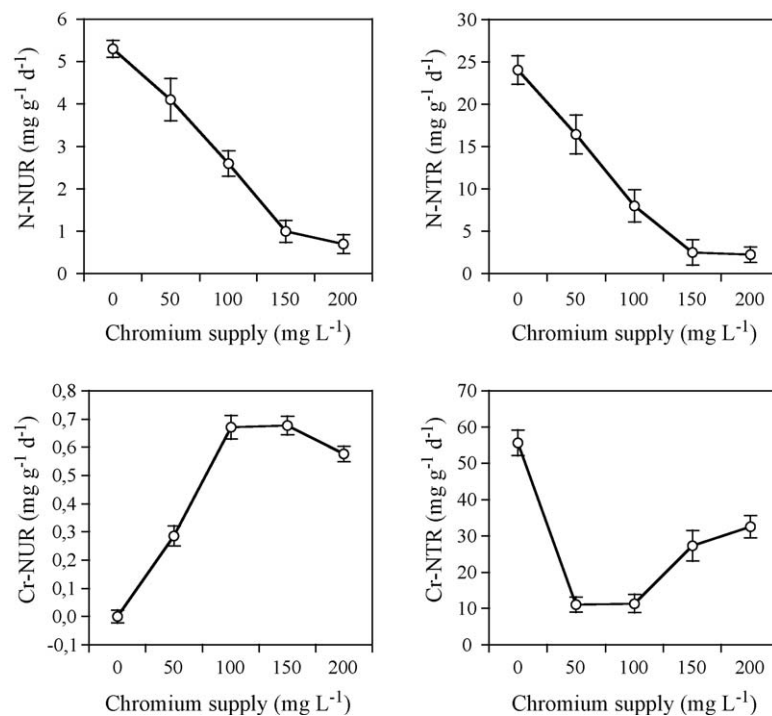 N-NUR (mg g⁻¹ d⁻¹)
6
5
4
3
2
1
0
0 50 100 150 200
Chromium supply (mg L⁻¹)
N-NTR (mg g⁻¹ d⁻¹)
30
25
20
15
10
5
0
0 50 100 150 200
Chromium supply (mg L⁻¹)
Cr-NUR (mg g⁻¹ d⁻¹)
0,8
0,7
0,6
0,5
0,4
0,3
0,2
0,1
0,0
-0,1
0 50 100 150 200
Chromium supply (mg L⁻¹)
Cr-NTR (mg g⁻¹ d⁻¹)
70
60
50
40
30
20
10
0
0 50 100 150 200
Chromium supply (mg L⁻¹)